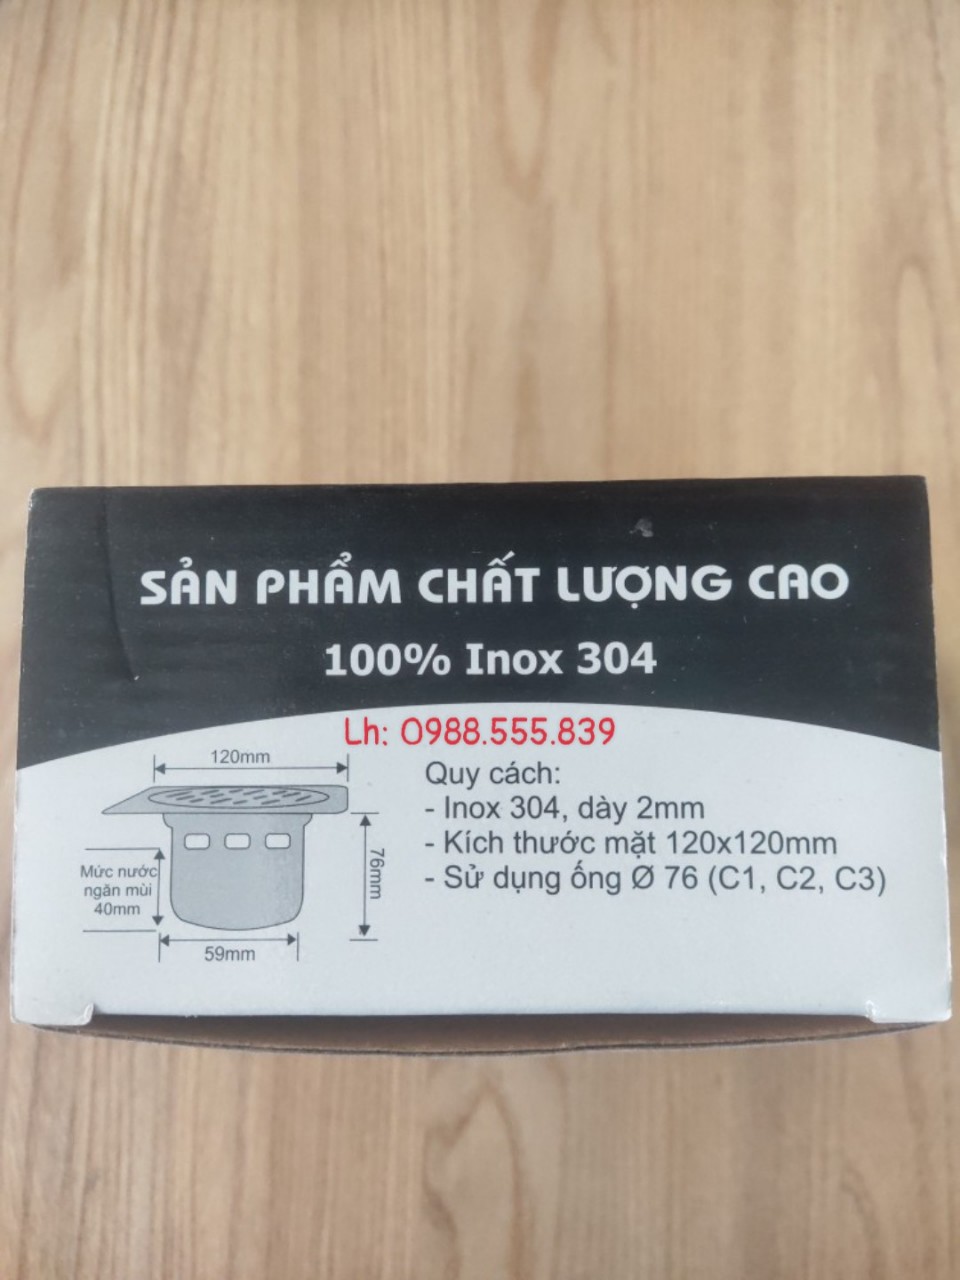 SẢN PHẨM CHẤT LƯỢNG CAO
100% Inox 304
Lh: 0988.555.839
120mm
Mức nước
ngăn mùi
40mm
76mm
59mm
Quy cách:
- Inox 304, dày 2mm
- Kích thước mặt 120x120mm
- Sử dụng ống Ø 76 (C1, C2, C3)